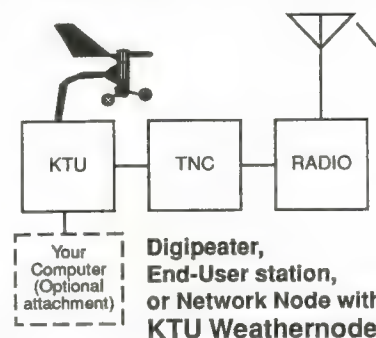 KTU
TNC
RADIO
Your
Computer
(Optional
attachment)
Digipeater,
End-User station,
or Network Node with
KTU Weathernode